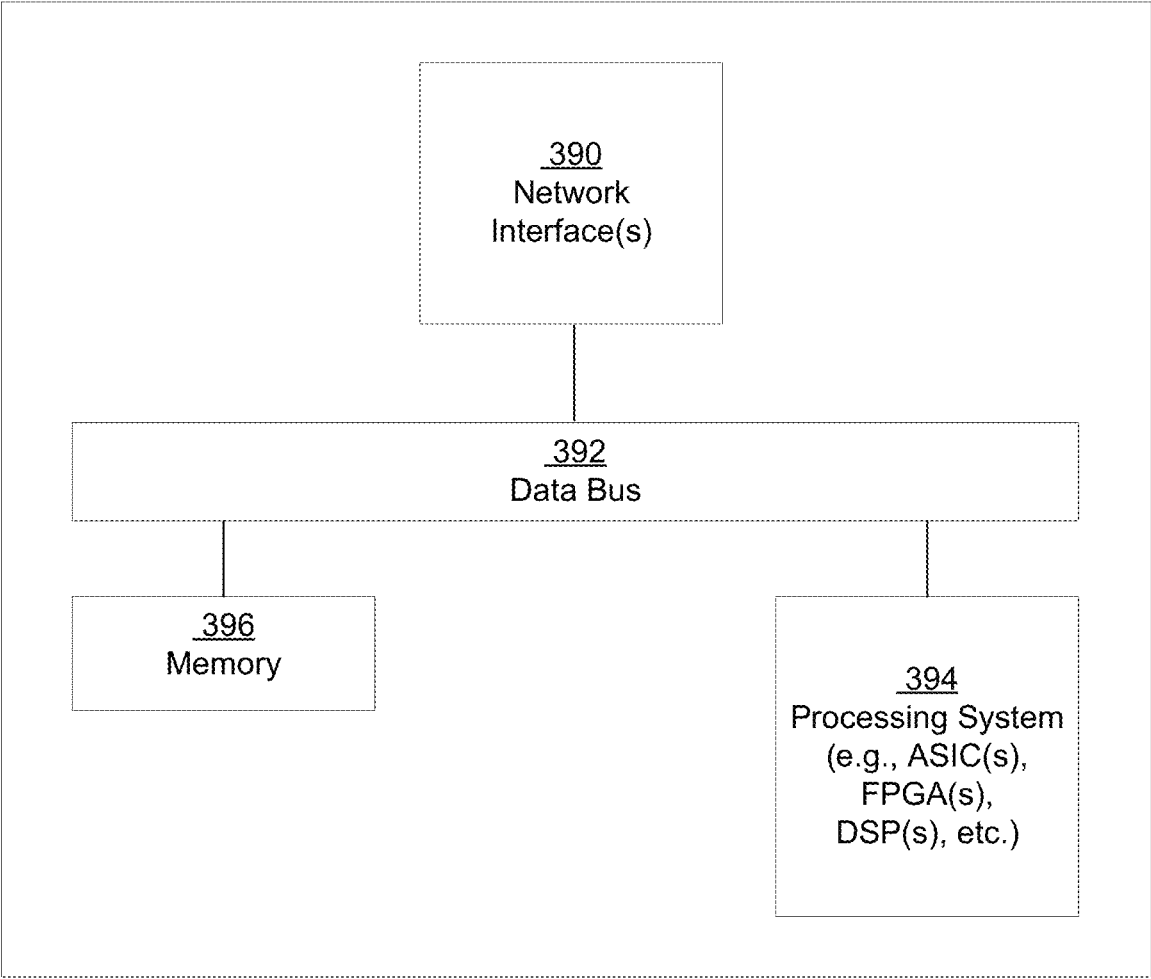 390
Network
Interface(s)
392
Data Bus
396
Memory
394
Processing System
(e.g., ASIC(s),
FPGA(s),
DSP(s), etc.)